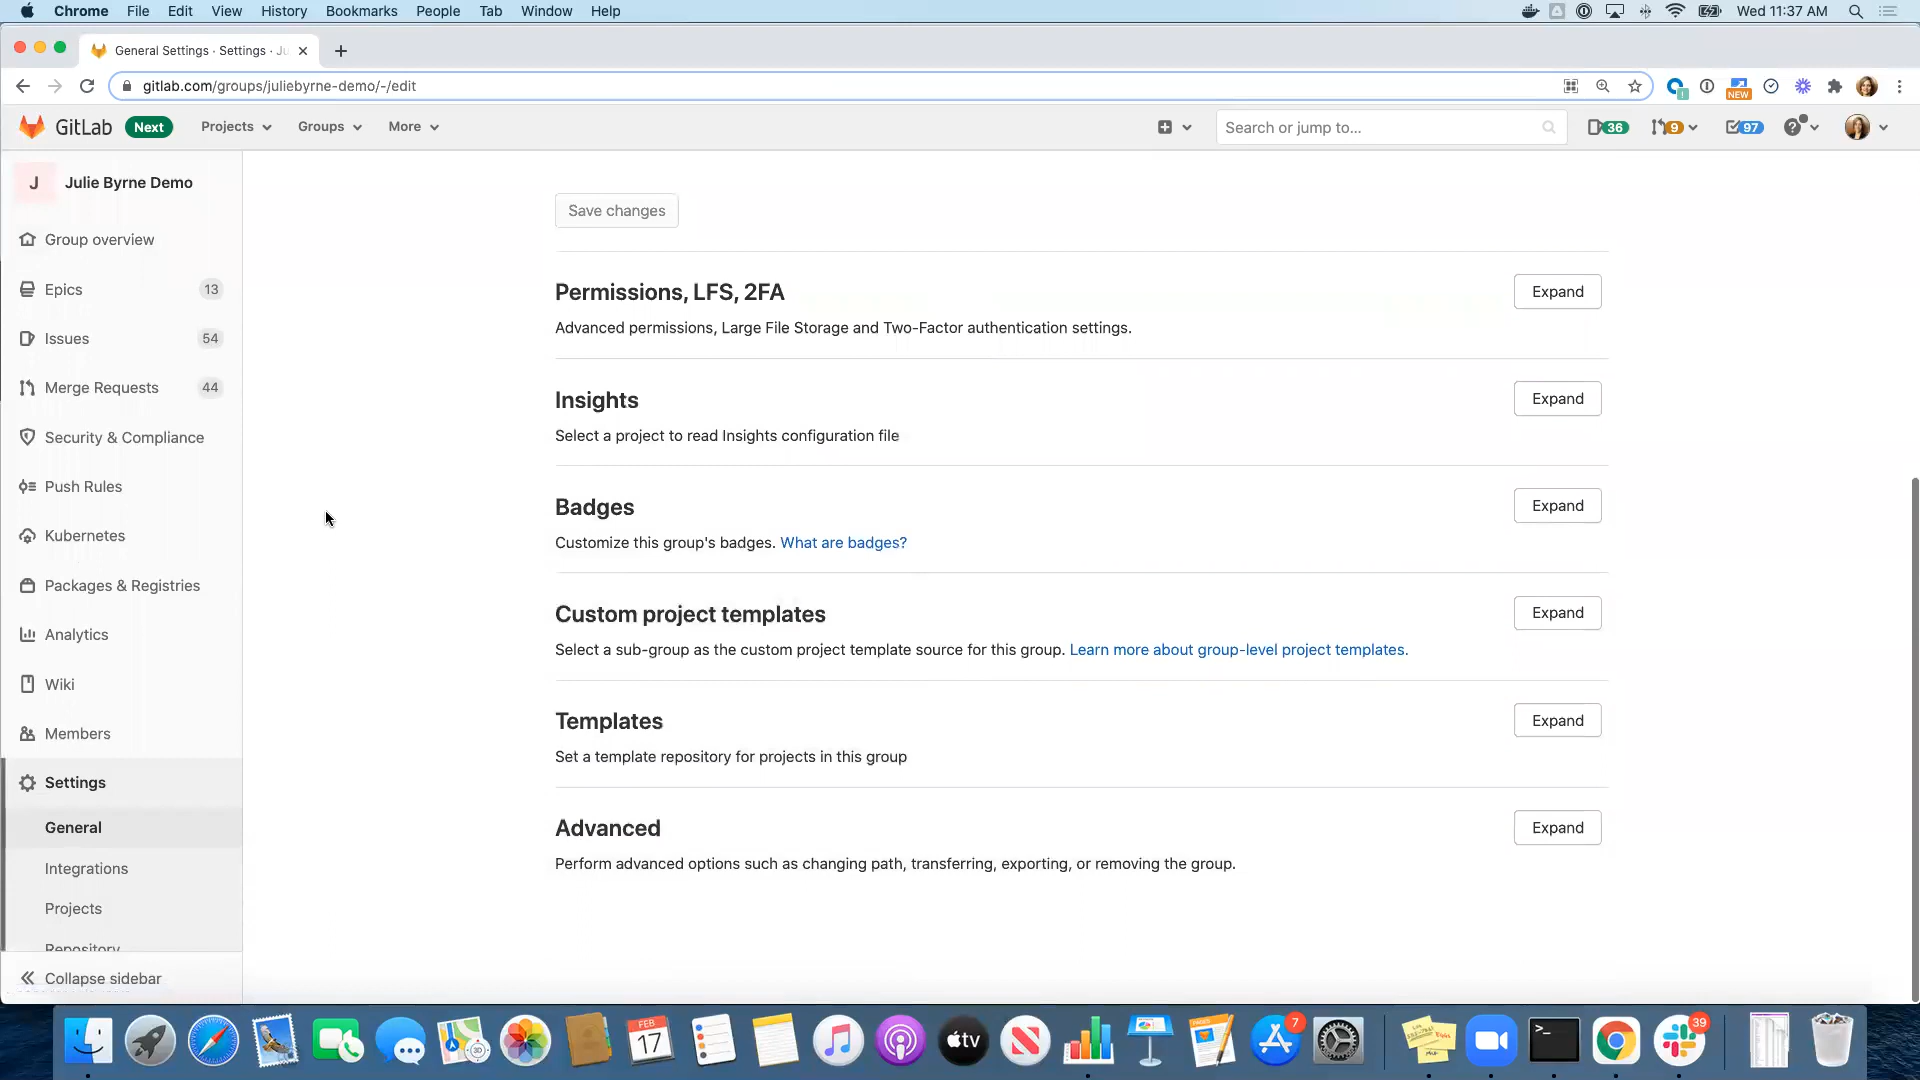 Chrome File Edit View History Bookmarks People Tab Window Help Wed 11:37 AM
General Settings · Settings · Ju
gitlab.com/groups/juliebyrne-demo/-/edit
NEW
GitLab Next Projects Groups More Search or jump to... 36 9 97
J Julie Byrne Demo
Group overview
Epics 13
Issues 54
Merge Requests 44
Security & Compliance
Push Rules
Kubernetes
Packages & Registries
Analytics
Wiki
Members
Settings
General
Integrations
Projects
Repository
Collapse sidebar
Save changes
Permissions, LFS, 2FA
Expand
Advanced permissions, Large File Storage and Two-Factor authentication settings.
Insights
Expand
Select a project to read Insights configuration file
Badges
Expand
Customize this group's badges. What are badges?
Custom project templates
Expand
Select a sub-group as the custom project template source for this group. Learn more about group-level project templates.
Templates
Expand
Set a template repository for projects in this group
Advanced
Expand
Perform advanced options such as changing path, transferring, exporting, or removing the group.
FEB
17
tv
7
39